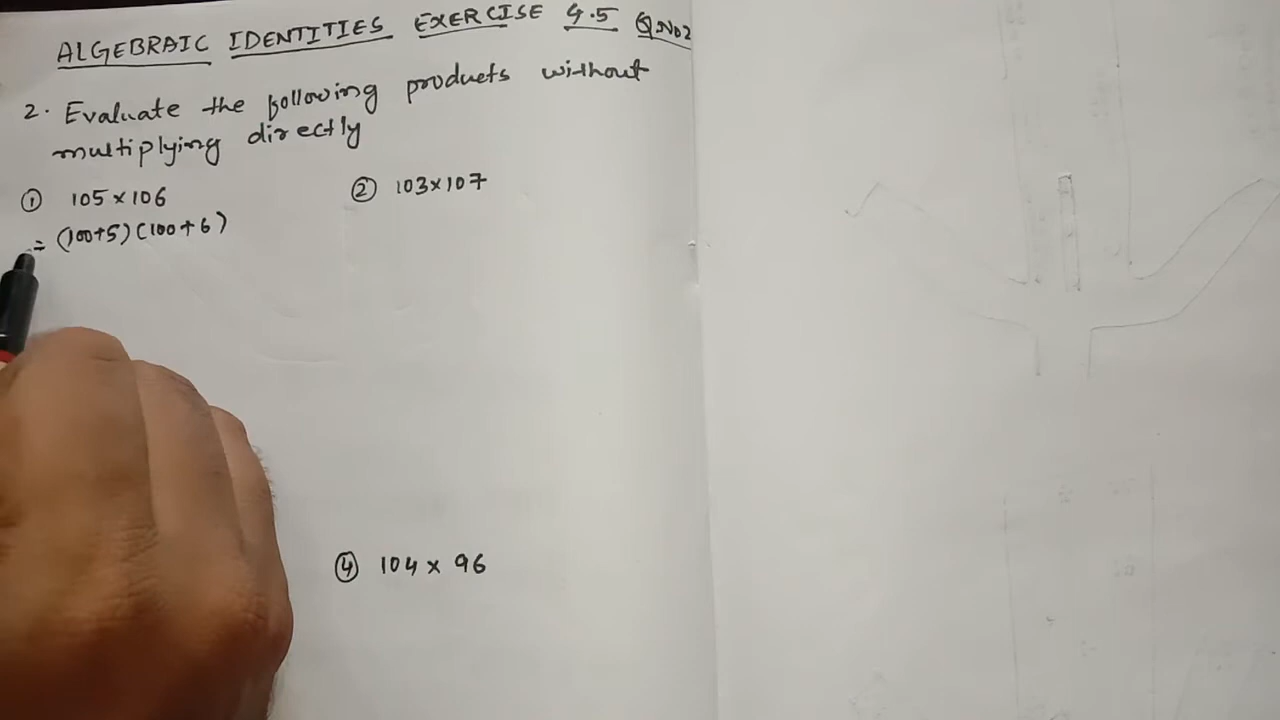 ALGEBRAIC IDENTITIES EXERCISE 4.5 QNO2
2. Evaluate the following products without
multiplying directly
① 105 × 106
② 103 × 107
= (100+5) (100+6)
④ 104 × 96